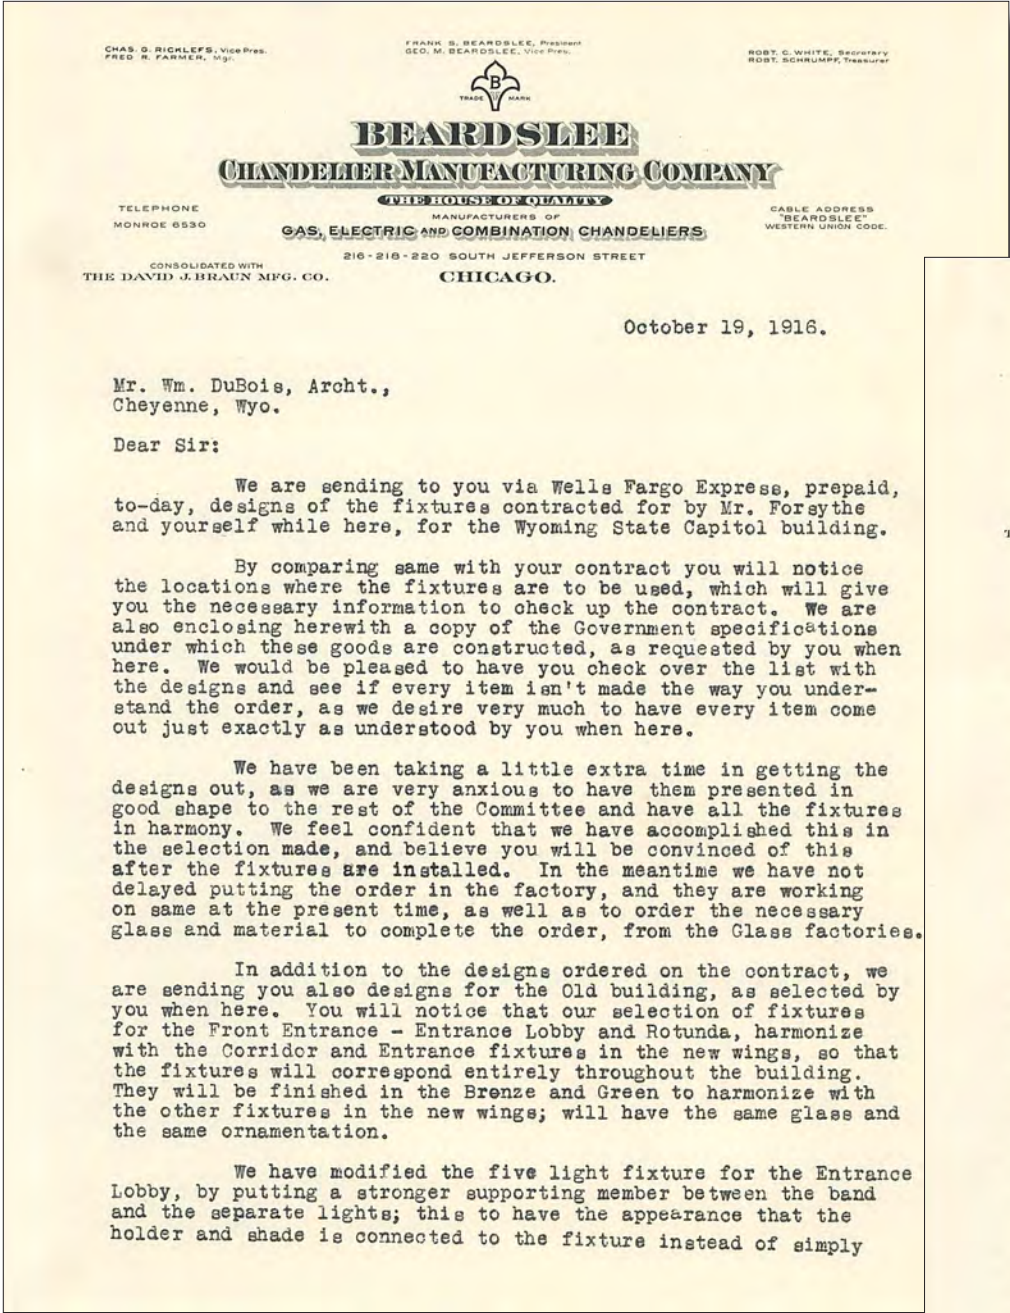 CHAS. G. RICKLEFS, Vice Pres.
FRED R. FARMER, Mgr.
FRANK S. BEARDSLEE, President
GEO. M. BEARDSLEE, Vice Pres.
ROBT. C. WHITE, Secretary
ROBT. SCHRUMPF, Treasurer
B
TRADE MARK
BEARDSLEE
CHANDELIER MANUFACTURING COMPANY
THE HOUSE OF QUALITY
MANUFACTURERS OF
GAS, ELECTRIC AND COMBINATION CHANDELIERS
216-218-220 SOUTH JEFFERSON STREET
CHICAGO.
TELEPHONE
MONROE 6530
CABLE ADDRESS
"BEARDSLEE"
WESTERN UNION CODE.
CONSOLIDATED WITH
THE DAVID J. BRAUN MFG. CO.
October 19, 1916.
Mr. Wm. DuBois, Archt.,
Cheyenne, Wyo.
Dear Sir:
We are sending to you via Wells Fargo Express, prepaid,
to-day, designs of the fixtures contracted for by Mr. Forsythe
and yourself while here, for the Wyoming State Capitol building.
By comparing same with your contract you will notice
the locations where the fixtures are to be used, which will give
you the necessary information to check up the contract. We are
also enclosing herewith a copy of the Government specifications
under which these goods are constructed, as requested by you when
here. We would be pleased to have you check over the list with
the designs and see if every item isn't made the way you under-
stand the order, as we desire very much to have every item come
out just exactly as understood by you when here.
We have been taking a little extra time in getting the
designs out, as we are very anxious to have them presented in
good shape to the rest of the Committee and have all the fixtures
in harmony. We feel confident that we have accomplished this in
the selection made, and believe you will be convinced of this
after the fixtures are installed. In the meantime we have not
delayed putting the order in the factory, and they are working
on same at the present time, as well as to order the necessary
glass and material to complete the order, from the Glass factories.
In addition to the designs ordered on the contract, we
are sending you also designs for the Old building, as selected by
you when here. You will notice that our selection of fixtures
for the Front Entrance - Entrance Lobby and Rotunda, harmonize
with the Corridor and Entrance fixtures in the new wings, so that
the fixtures will correspond entirely throughout the building.
They will be finished in the Bronze and Green to harmonize with
the other fixtures in the new wings; will have the same glass and
the same ornamentation.
We have modified the five light fixture for the Entrance
Lobby, by putting a stronger supporting member between the band
and the separate lights; this to have the appearance that the
holder and shade is connected to the fixture instead of simply